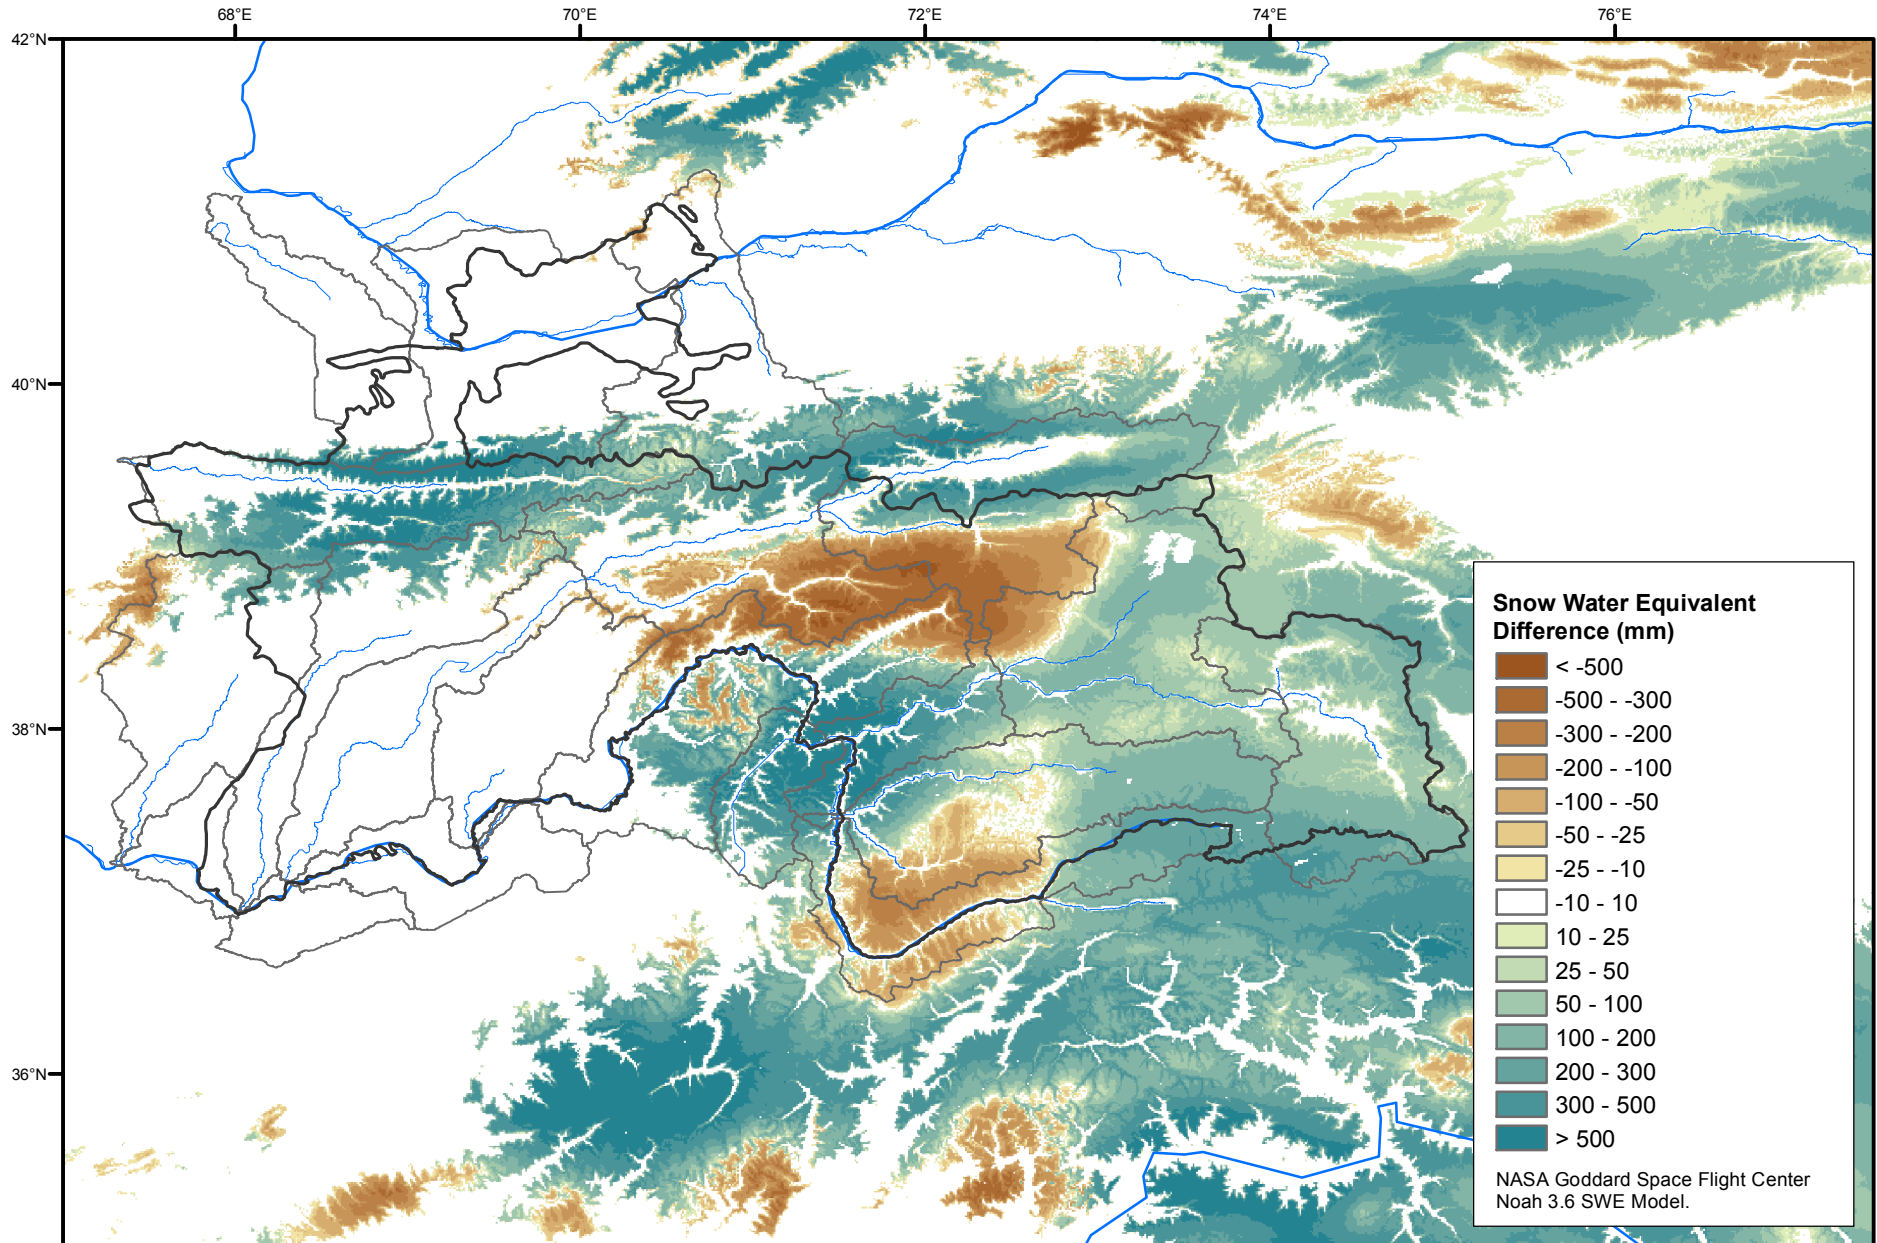 68°E
70°E
72°E
74°E
76°E
42°N
40°N
38°N
36°N
Snow Water Equivalent
Difference (mm)
< -500
-500 - -300
-300 - -200
-200 - -100
-100 - -50
-50 - -25
-25 - -10
-10 - 10
10 - 25
25 - 50
50 - 100
100 - 200
200 - 300
300 - 500
> 500
NASA Goddard Space Flight Center
Noah 3.6 SWE Model.